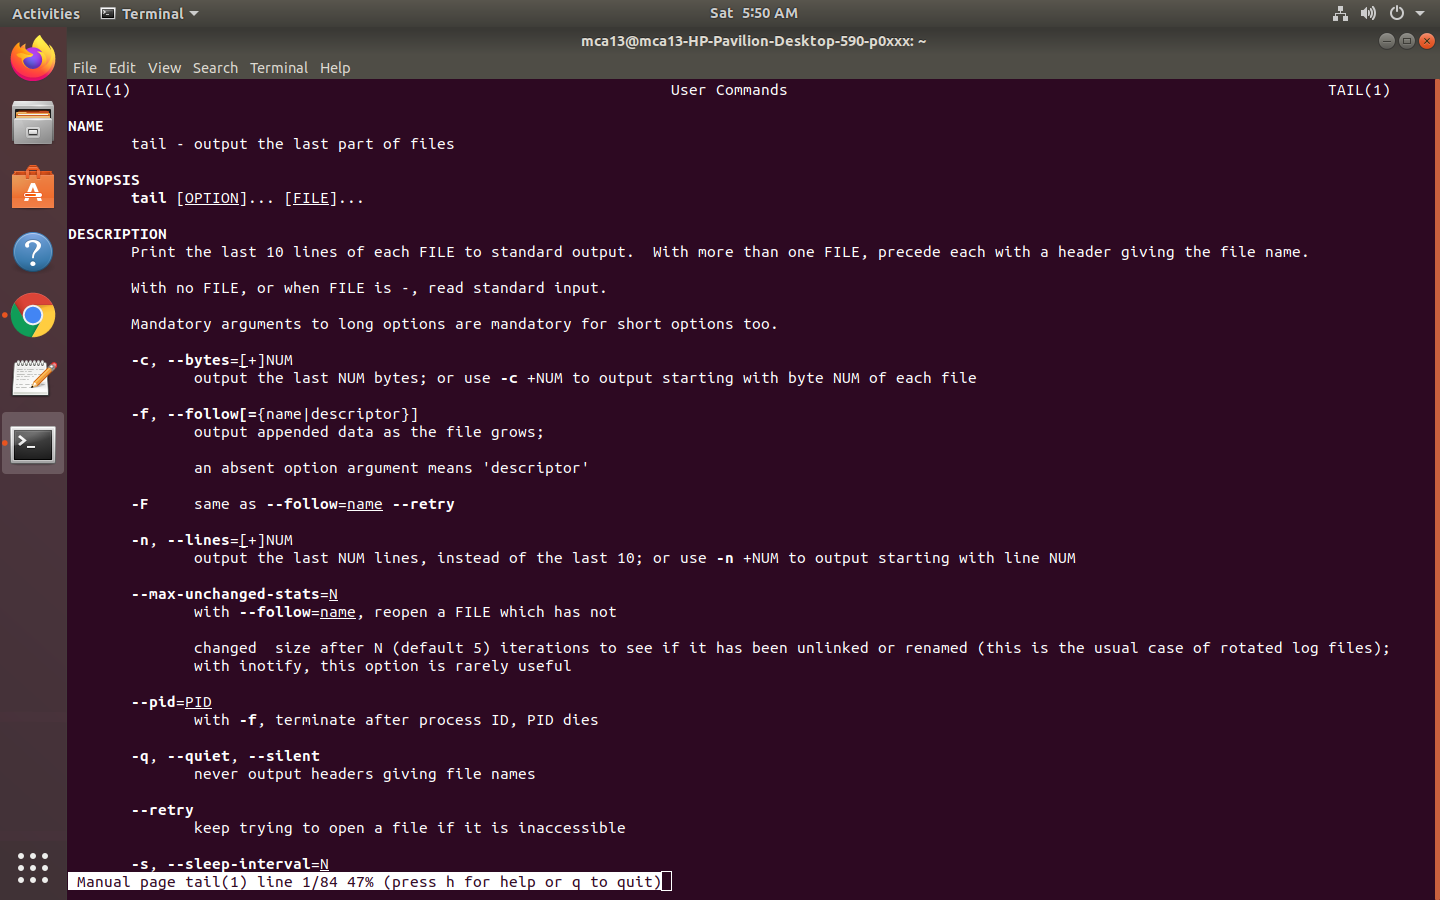 Activities Terminal Sat 5:50 AM
mca13@mca13-HP-Pavilion-Desktop-590-p0xxx: ~
File Edit View Search Terminal Help
TAIL(1) User Commands TAIL(1)
NAME
tail - output the last part of files
SYNOPSIS
tail [OPTION]... [FILE]...
DESCRIPTION
Print the last 10 lines of each FILE to standard output.  With more than one FILE, precede each with a header giving the file name.
With no FILE, or when FILE is -, read standard input.
Mandatory arguments to long options are mandatory for short options too.
-c, --bytes=[+]NUM
output the last NUM bytes; or use -c +NUM to output starting with byte NUM of each file
-f, --follow[={name|descriptor}]
output appended data as the file grows;
an absent option argument means 'descriptor'
-F same as --follow=name --retry
-n, --lines=[+]NUM
output the last NUM lines, instead of the last 10; or use -n +NUM to output starting with line NUM
--max-unchanged-stats=N
with --follow=name, reopen a FILE which has not
changed  size after N (default 5) iterations to see if it has been unlinked or renamed (this is the usual case of rotated log files);
with inotify, this option is rarely useful
--pid=PID
with -f, terminate after process ID, PID dies
-q, --quiet, --silent
never output headers giving file names
--retry
keep trying to open a file if it is inaccessible
-s, --sleep-interval=N
Manual page tail(1) line 1/84 47% (press h for help or q to quit)